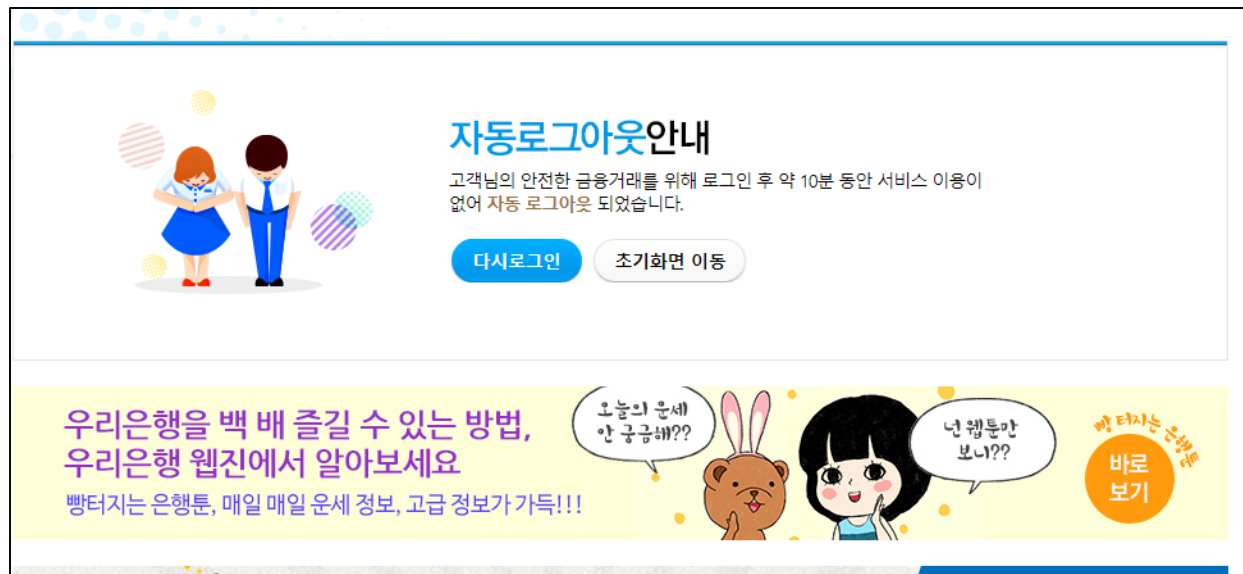 자동로그아웃안내
고객님의 안전한 금융거래를 위해 로그인 후 약 10분 동안 서비스 이용이
없어 자동 로그아웃 되었습니다.
다시로그인
초기화면 이동
우리은행을 백 배 즐길 수 있는 방법,
우리은행 웹진에서 알아보세요
빵터지는 은행툰, 매일 매일 운세 정보, 고급 정보가 가득!!!
오늘의 운세
안 궁금해??
넌 웹툰만
보니??
빵 터지는 은행툰
바로
보기